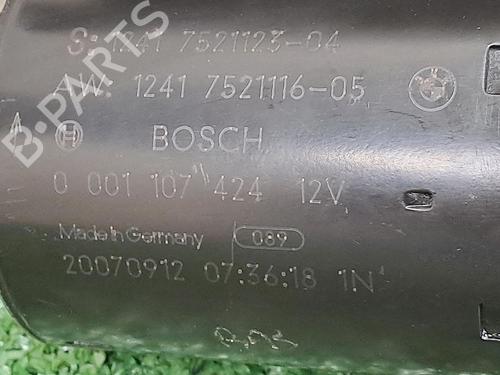 S: 1241 7521123-04
AW: 1241 7521116-05
BOSCH
0 001 107 424 12V
Made in Germany 089
20070912 07:36:18 1N
B-PARTS